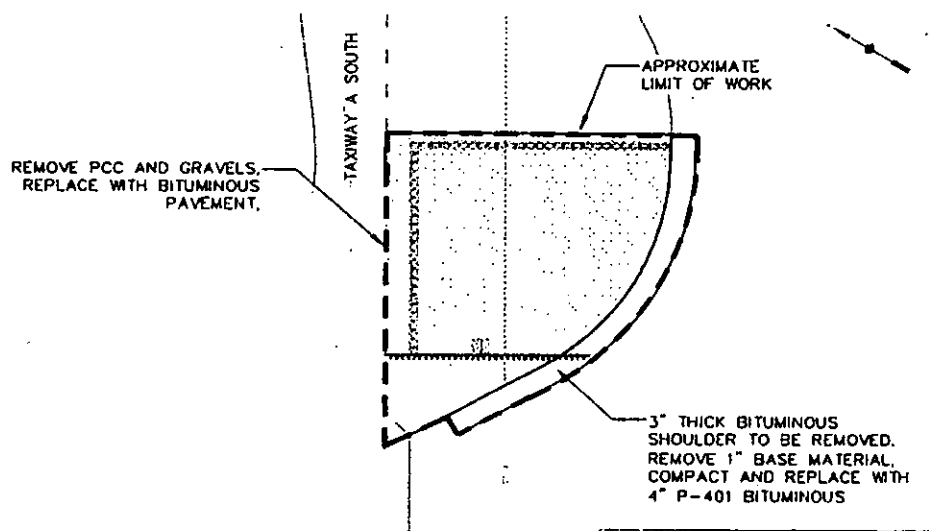 APPROXIMATE
LIMIT OF WORK
TAXIWAY A SOUTH
REMOVE PCC AND GRAVELS,
REPLACE WITH BITUMINOUS
PAVEMENT,
3" THICK BITUMINOUS
SHOULDER TO BE REMOVED.
REMOVE 1" BASE MATERIAL,
COMPACT AND REPLACE WITH
4" P-401 BITUMINOUS